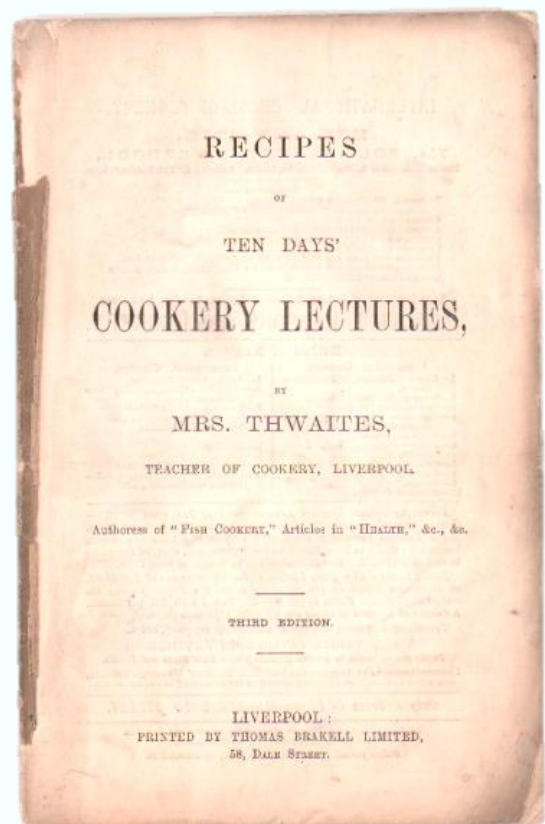 RECIPES
OF
TEN DAYS'
COOKERY LECTURES,
BY
MRS. THWAITES,
TEACHER OF COOKERY, LIVERPOOL.
Authoress of "FISH COOKERY," Articles in "HEALTH," &c., &c.
THIRD EDITION.
LIVERPOOL:
PRINTED BY THOMAS BRAKELL LIMITED,
58, DALE STREET.